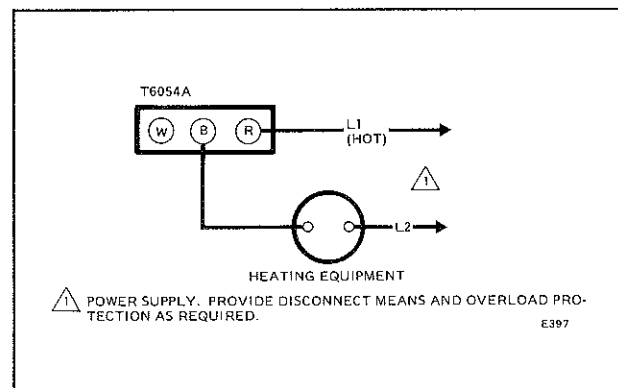 T6054A
W B R
L1
(HOT)
1
L2
HEATING EQUIPMENT
1 POWER SUPPLY. PROVIDE DISCONNECT MEANS AND OVERLOAD PRO-
TECTION AS REQUIRED.
E397